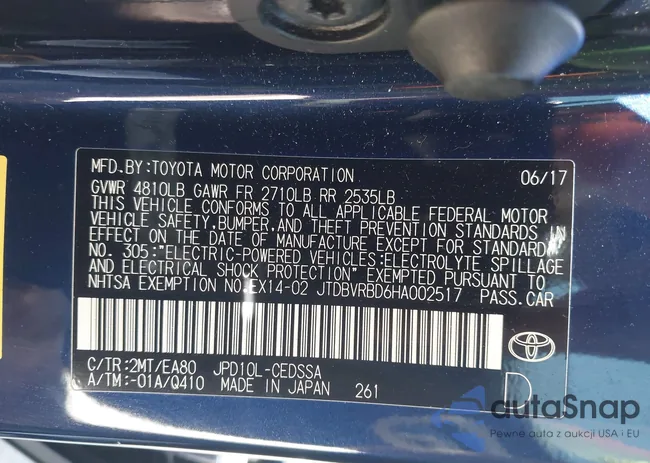 MFD.BY:TOYOTA MOTOR CORPORATION 06/17
GVWR 4810LB GAWR FR 2710LB RR 2535LB
THIS VEHICLE CONFORMS TO ALL APPLICABLE FEDERAL MOTOR
VEHICLE SAFETY,BUMPER,AND THEFT PREVENTION STANDARDS IN
EFFECT ON THE DATE OF MANUFACTURE EXCEPT FOR STANDARD
NO. 305:"ELECTRIC-POWERED VEHICLES:ELECTROLYTE SPILLAGE
AND ELECTRICAL SHOCK PROTECTION" EXEMPTED PURSUANT TO
NHTSA EXEMPTION NO.EX14-02 JTDBVRBD6HA002517 PASS.CAR
C/TR:2MT/EA80 JPD10L-CEDSSA
A/TM:-01A/Q410 MADE IN JAPAN 261
D
autaSnap
Pewne auta z aukcji USA i EU